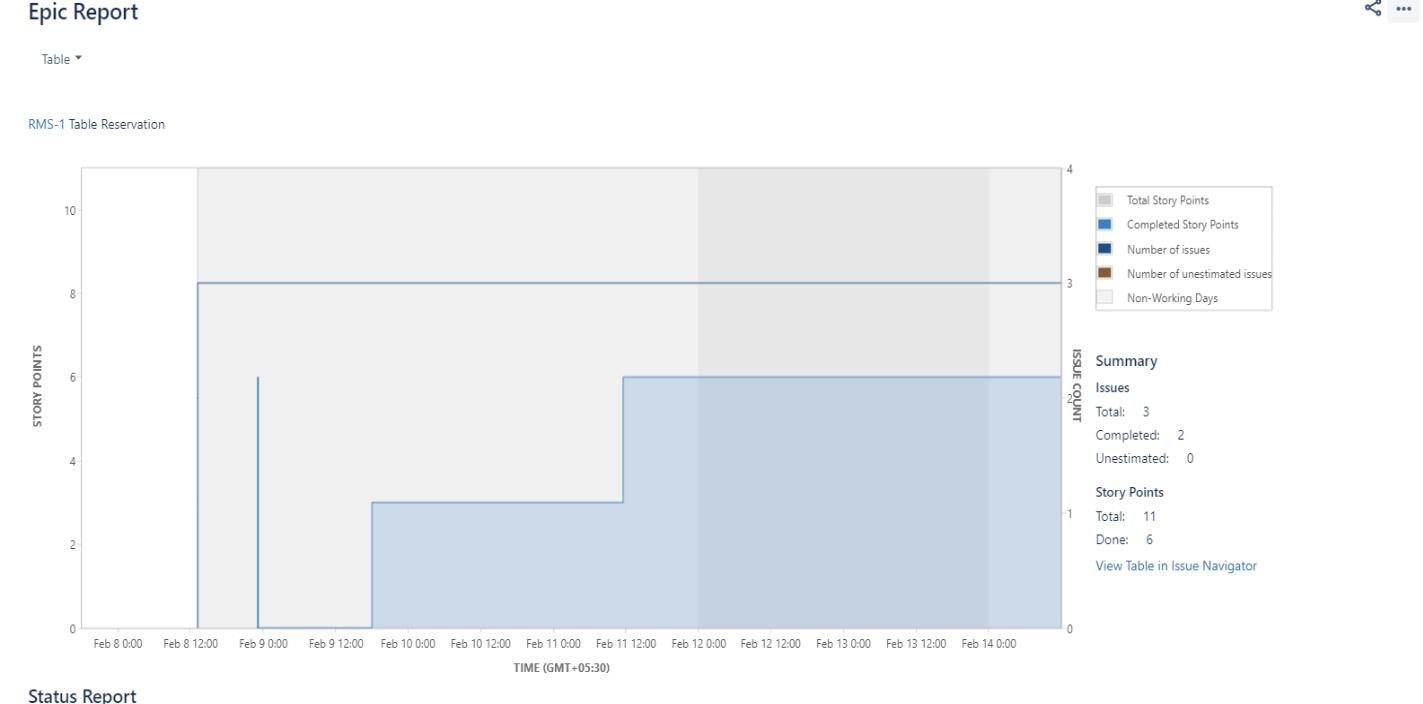 Epic Report
Table
RMS-1 Table Reservation
10
8
6
4
2
0
STORY POINTS
4
3
2
1
0
ISSUE COUNT
Feb 8 0:00 Feb 8 12:00 Feb 9 0:00 Feb 9 12:00 Feb 10 0:00 Feb 10 12:00 Feb 11 0:00 Feb 11 12:00 Feb 12 0:00 Feb 12 12:00 Feb 13 0:00 Feb 13 12:00 Feb 14 0:00
TIME (GMT+05:30)
Total Story Points
Completed Story Points
Number of issues
Number of unestimated issues
Non-Working Days
Summary
Issues
Total: 3
Completed: 2
Unestimated: 0
Story Points
Total: 11
Done: 6
View Table in Issue Navigator
Status Report